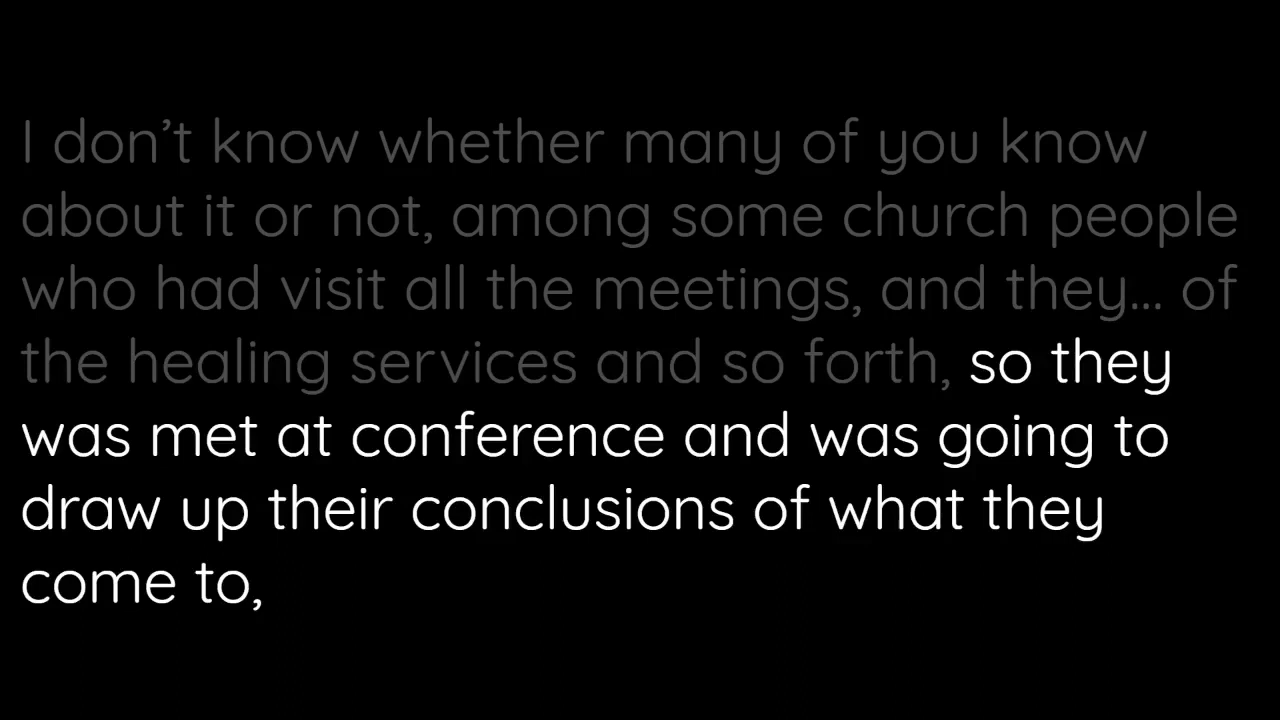 I don’t know whether many of you know
about it or not, among some church people
who had visit all the meetings, and they... of
the healing services and so forth, so they
was met at conference and was going to
draw up their conclusions of what they
come to,